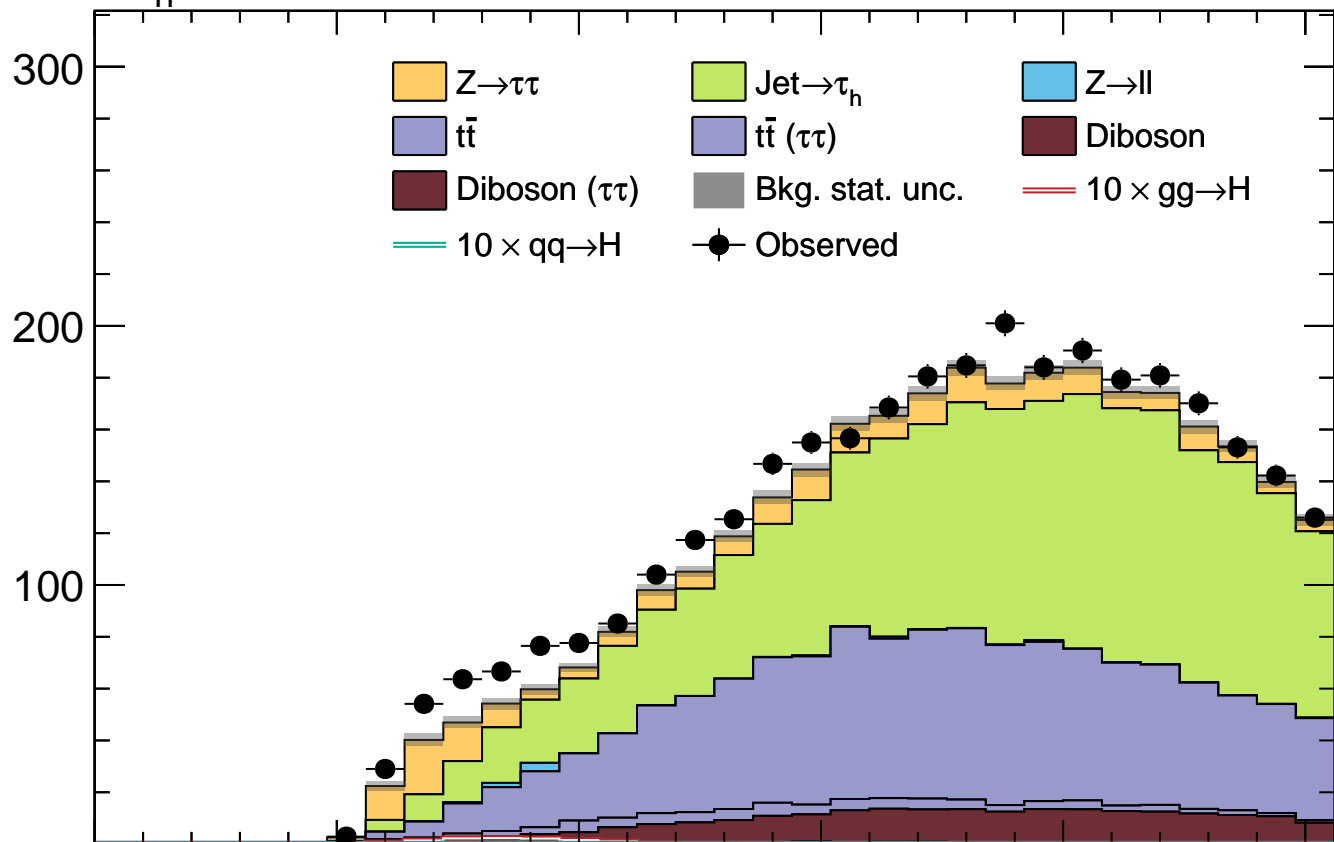 H
300
Z→ττ Jet→τh Z→ll
tt̄ tt̄ (ττ) Diboson
Diboson (ττ) Bkg. stat. unc. 10 × gg→H
10 × qq→H Observed
200
100